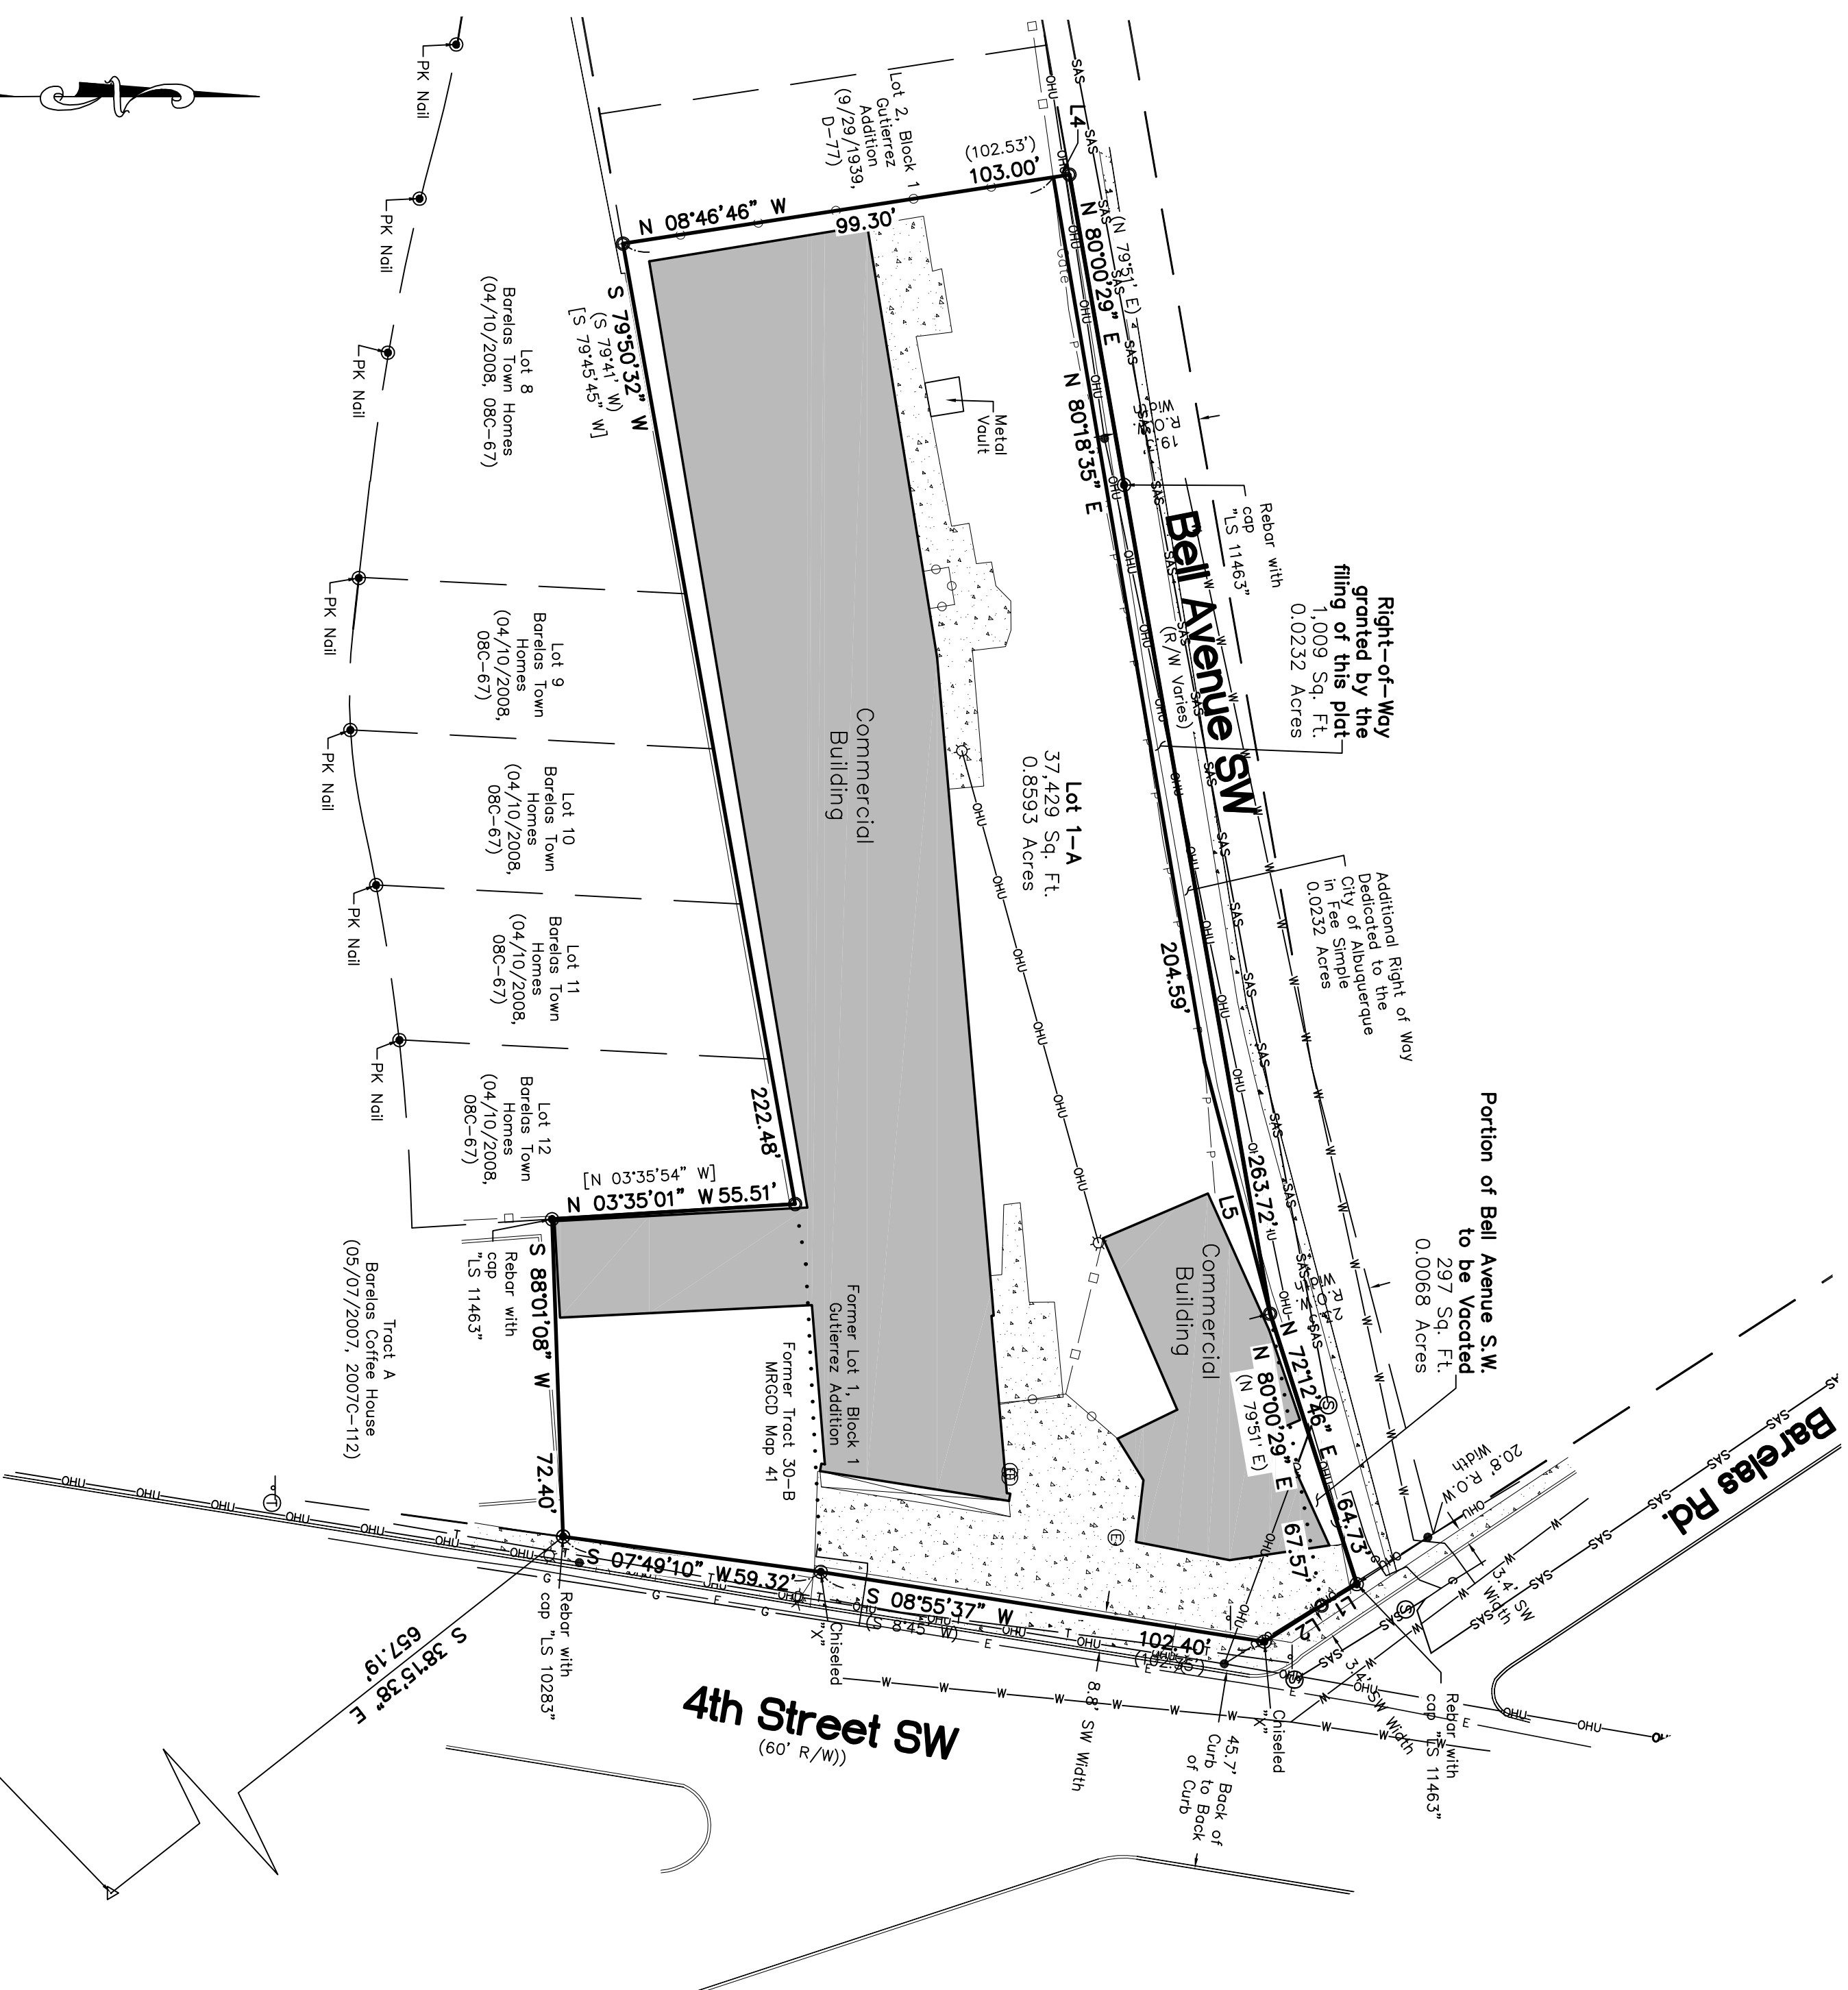 Right-of-Way
granted by the
filing of this plat
1,009 Sq. Ft.
0.0232 Acres
Portion of Bell Avenue S.W.
to be Vacated
297 Sq. Ft.
0.0068 Acres
Additional Right of Way
Dedicated to the
City of Albuquerque
in Fee Simple
0.0232 Acres
Rebar with
cap
"LS 11463"
Bell Avenue SW
(R/W Varies)
Barelas Rd.
20.8' R.O.W
Width
3.4' SW
Width
3.4' SW Width
R.O.W.
Width
L4
N 80°00'29" E
(N 79°51' E)
263.72'
N 80°18'35" E
204.59'
Gate
L5
N 72°12'46" E
64.73'
N 80°00'29" E
(N 79°51' E)
67.57'
L1
L2
Rebar with
cap "LS 11463"
Lot 1-A
37,429 Sq. Ft.
0.8593 Acres
Metal
Vault
Commercial
Building
Commercial
Building
Lot 2, Block 1
Gutierrez
Addition
(9/29/1939,
D-77)
(102.53')
103.00'
N 08°46'46" W
99.30'
S 79°50'32" W
(S 79°41' W)
[S 79°45'45" W]
222.48'
[N 03°35'54" W]
N 03°35'01" W 55.51'
Former Lot 1, Block 1
Gutierrez Addition
Former Tract 30-B
MRGCD Map 41
Rebar with
cap
"LS 11463"
S 88°01'08" W
72.40'
S 07°49'10" W 59.32'
S 08°55'37" W
(S 8°45' W)
102.40'
Chiseled
"X"
Chiseled
"X"
Rebar with
cap "LS 10283"
8.8' SW Width
45.7' Back of
Curb to Back
of Curb
4th Street SW
(60' R/W))
S 38°15'38" E
657.19'
Lot 8
Barelas Town Homes
(04/10/2008, 08C-67)
Lot 9
Barelas Town
Homes
(04/10/2008,
08C-67)
Lot 10
Barelas Town
Homes
(04/10/2008,
08C-67)
Lot 11
Barelas Town
Homes
(04/10/2008,
08C-67)
Lot 12
Barelas Town
Homes
(04/10/2008,
08C-67)
Tract A
Barelas Coffee House
(05/07/2007, 2007C-112)
PK Nail
PK Nail
PK Nail
PK Nail
PK Nail
PK Nail
PK Nail